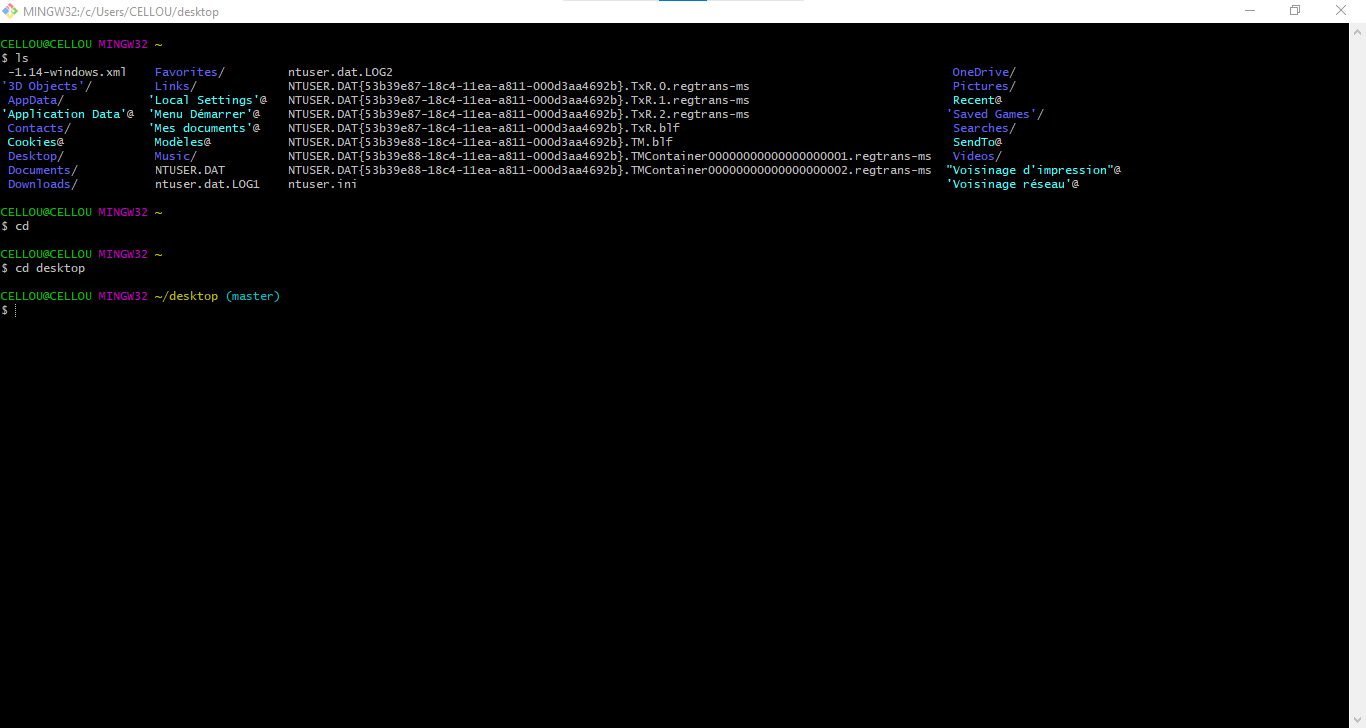 MINGW32:/c/Users/CELLOU/desktop
CELLOU@CELLOU MINGW32 ~
$ ls
-1.14-windows.xml Favorites/ ntuser.dat.LOG2 OneDrive/
'3D Objects'/ Links/ NTUSER.DAT{53b39e87-18c4-11ea-a811-000d3aa4692b}.TxR.0.regtrans-ms Pictures/
AppData/ 'Local Settings'@ NTUSER.DAT{53b39e87-18c4-11ea-a811-000d3aa4692b}.TxR.1.regtrans-ms Recent@
'Application Data'@ 'Menu Démarrer'@ NTUSER.DAT{53b39e87-18c4-11ea-a811-000d3aa4692b}.TxR.2.regtrans-ms 'Saved Games'/
Contacts/ 'Mes documents'@ NTUSER.DAT{53b39e87-18c4-11ea-a811-000d3aa4692b}.TxR.blf Searches/
Cookies@ Modèles@ NTUSER.DAT{53b39e88-18c4-11ea-a811-000d3aa4692b}.TM.blf SendTo@
Desktop/ Music/ NTUSER.DAT{53b39e88-18c4-11ea-a811-000d3aa4692b}.TMContainer00000000000000000001.regtrans-ms Videos/
Documents/ NTUSER.DAT NTUSER.DAT{53b39e88-18c4-11ea-a811-000d3aa4692b}.TMContainer00000000000000000002.regtrans-ms "Voisinage d'impression"@
Downloads/ ntuser.dat.LOG1 ntuser.ini 'Voisinage réseau'@
CELLOU@CELLOU MINGW32 ~
$ cd
CELLOU@CELLOU MINGW32 ~
$ cd desktop
CELLOU@CELLOU MINGW32 ~/desktop (master)
$